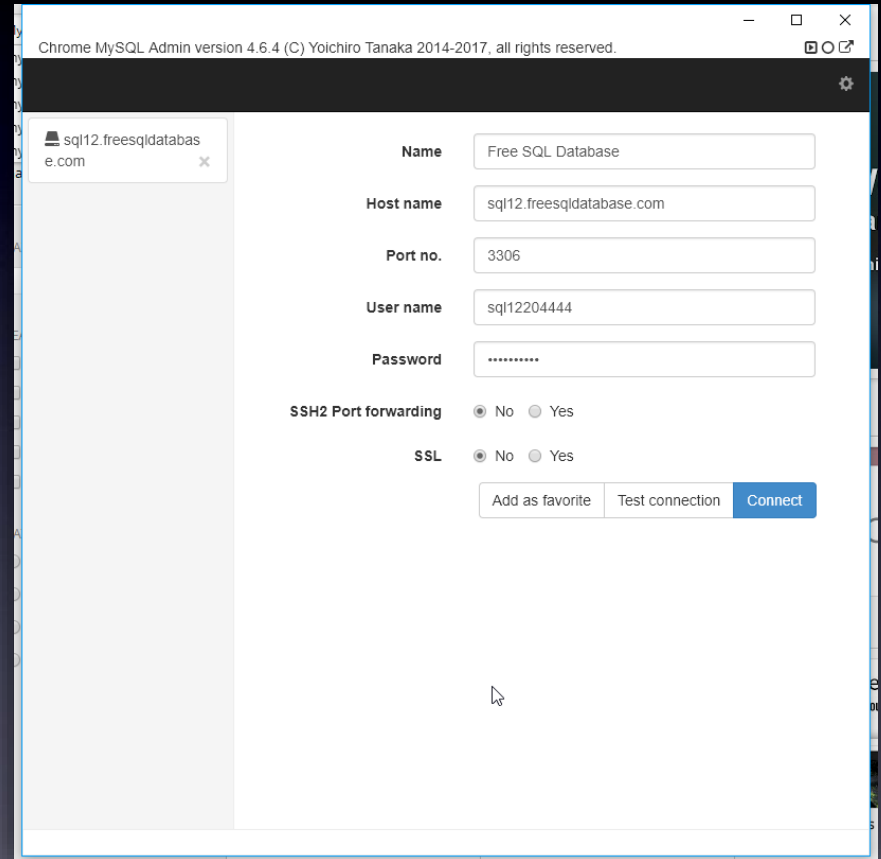 Chrome MySQL Admin version 4.6.4 (C) Yoichiro Tanaka 2014-2017, all rights reserved.
sql12.freesqldatabas
e.com
Name
Free SQL Database
Host name
sql12.freesqldatabase.com
Port no.
3306
User name
sql12204444
Password
••••••••••
SSH2 Port forwarding No Yes
SSL No Yes
Add as favorite Test connection Connect